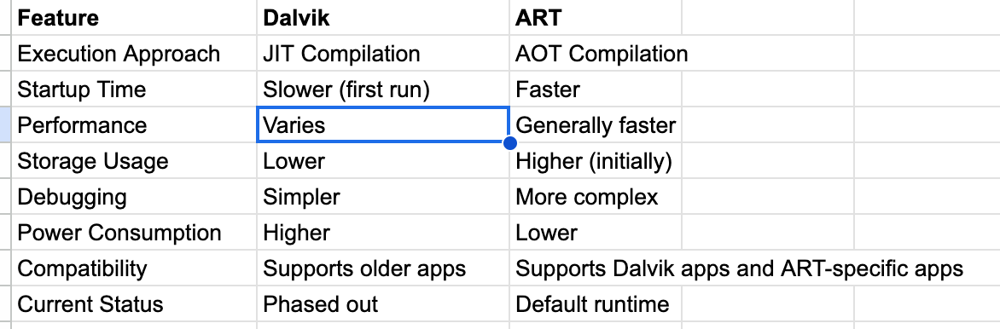 Feature Dalvik ART
Execution Approach JIT Compilation AOT Compilation
Startup Time Slower (first run) Faster
Performance Varies Generally faster
Storage Usage Lower Higher (initially)
Debugging Simpler More complex
Power Consumption Higher Lower
Compatibility Supports older apps Supports Dalvik apps and ART-specific apps
Current Status Phased out Default runtime